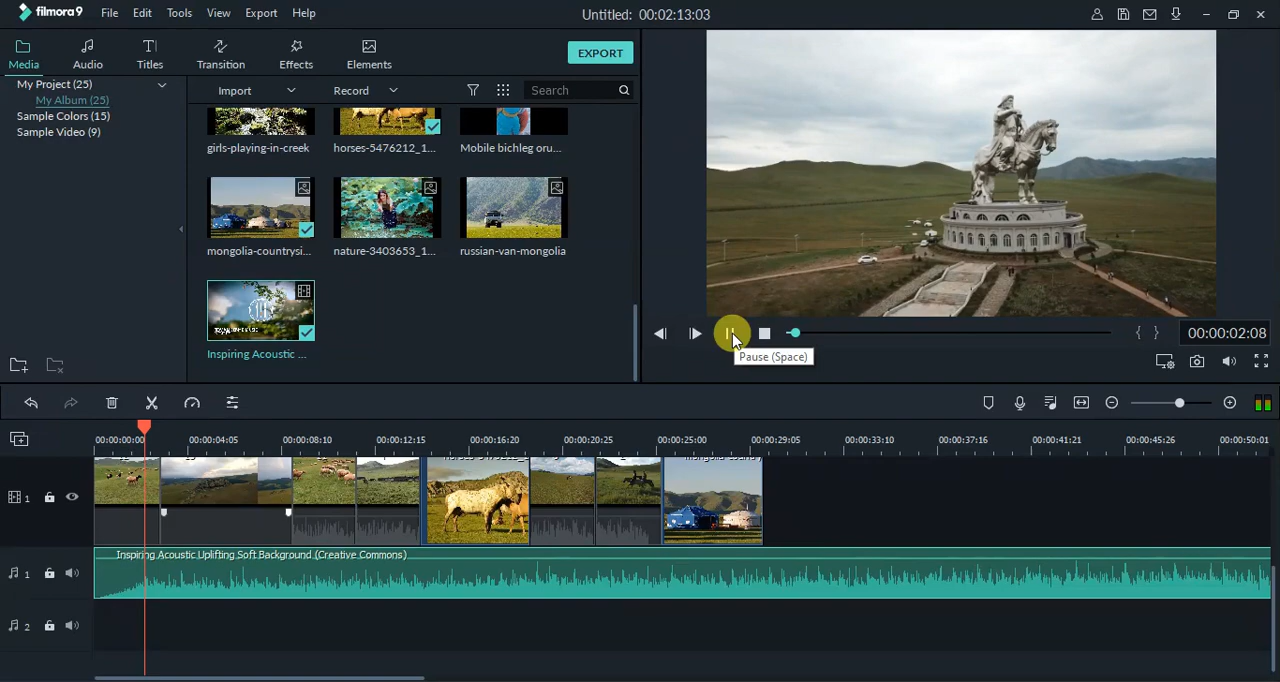 filmora9 File Edit Tools View Export Help Untitled: 00:02:13:03
Media Audio Titles Transition Effects Elements EXPORT
My Project (25)
My Album (25)
Sample Colors (15)
Sample Video (9)
Import Record Search
girls-playing-in-creek horses-5476212_1... Mobile bichleg oru...
mongolia-countrysi... nature-3403653_1... russian-van-mongolia
Inspiring Acoustic ...
00:00:02:08
Pause (Space)
00:00:00:00 00:00:04:05 00:00:08:10 00:00:12:15 00:00:16:20 00:00:20:25 00:00:25:00 00:00:29:05 00:00:33:10 00:00:37:16 00:00:41:21 00:00:45:26 00:00:50:01
1
Inspiring Acoustic Uplifting Soft Background (Creative Commons)
1
2